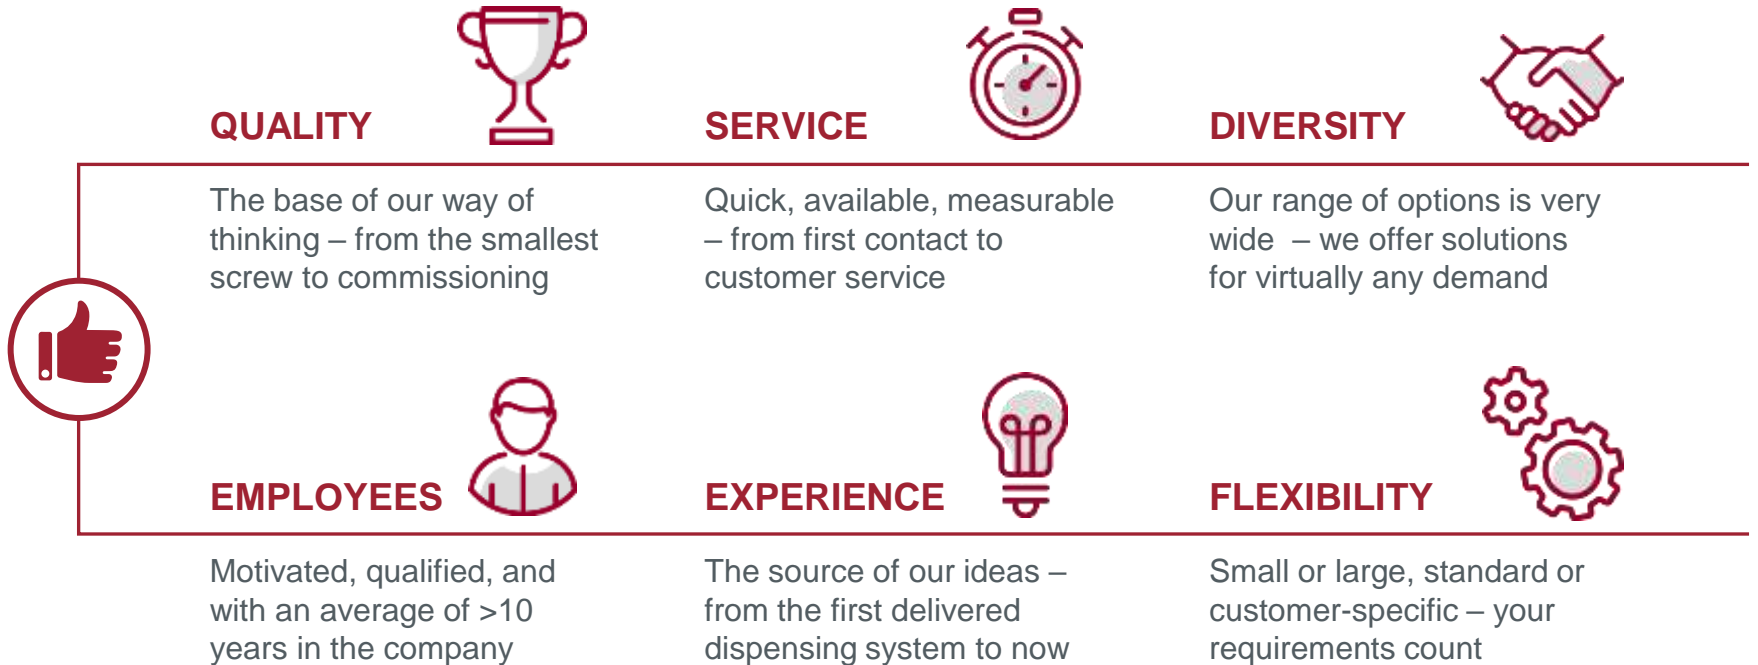 QUALITY
The base of our way of
thinking – from the smallest
screw to commissioning
SERVICE
Quick, available, measurable
– from first contact to
customer service
DIVERSITY
Our range of options is very
wide – we offer solutions
for virtually any demand
EMPLOYEES
Motivated, qualified, and
with an average of >10
years in the company
EXPERIENCE
The source of our ideas –
from the first delivered
dispensing system to now
FLEXIBILITY
Small or large, standard or
customer-specific – your
requirements count